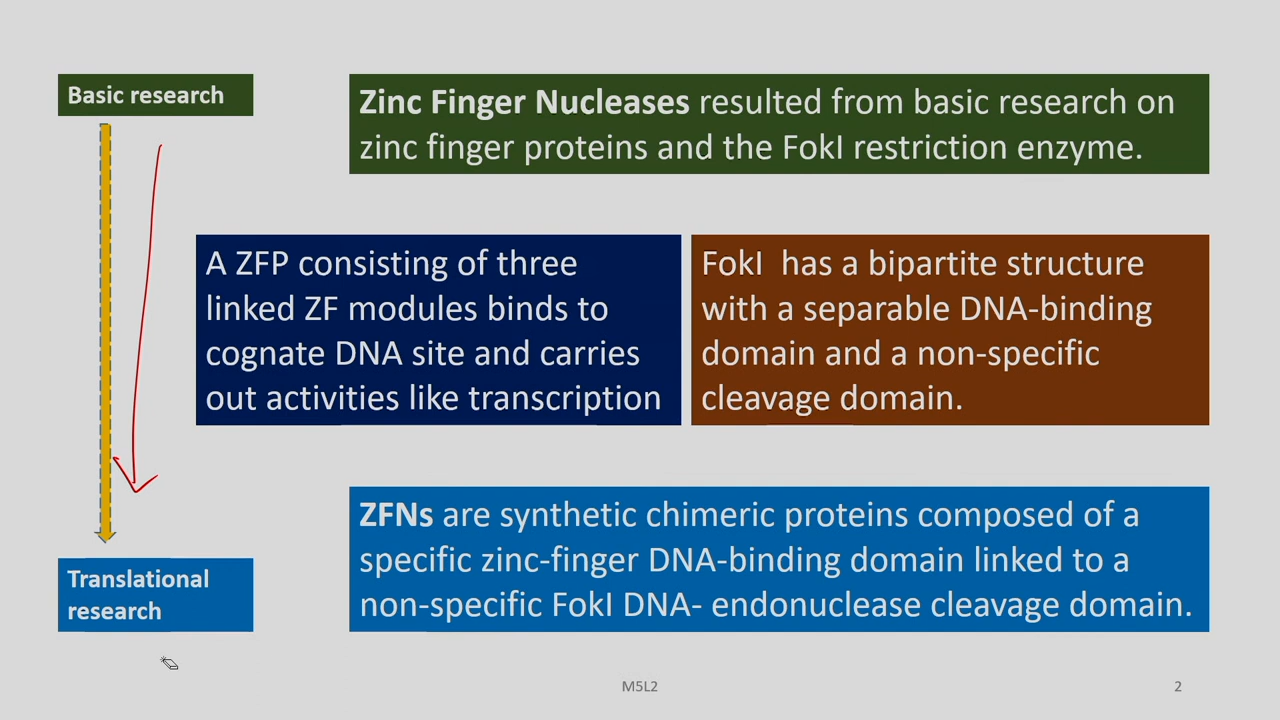 Basic research
Zinc Finger Nucleases resulted from basic research on
zinc finger proteins and the FokI restriction enzyme.
A ZFP consisting of three
linked ZF modules binds to
cognate DNA site and carries
out activities like transcription
FokI has a bipartite structure
with a separable DNA-binding
domain and a non-specific
cleavage domain.
ZFNs are synthetic chimeric proteins composed of a
specific zinc-finger DNA-binding domain linked to a
non-specific FokI DNA- endonuclease cleavage domain.
Translational
research
M5L2
2